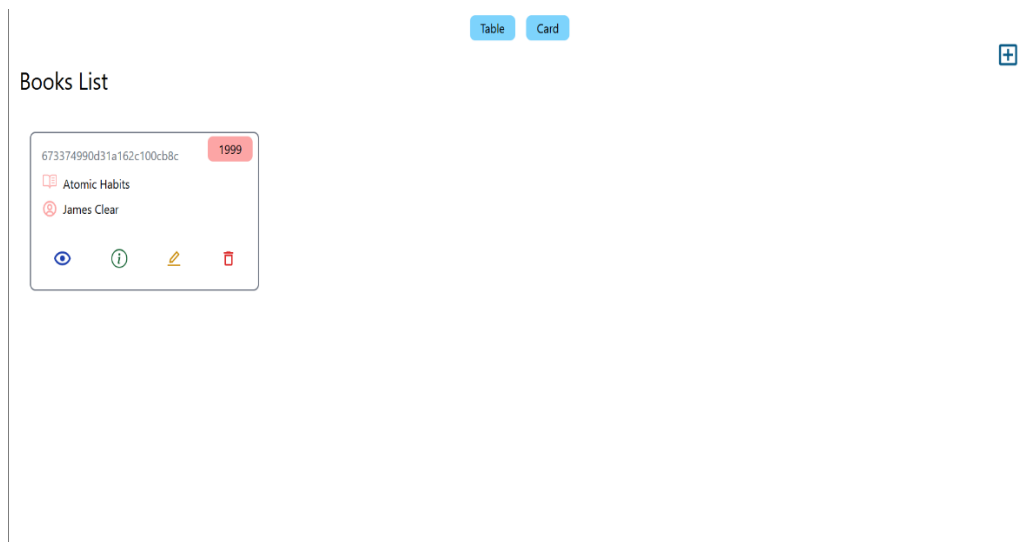 Table Card
Books List
1999
673374990d31a162c100cb8c
Atomic Habits
James Clear